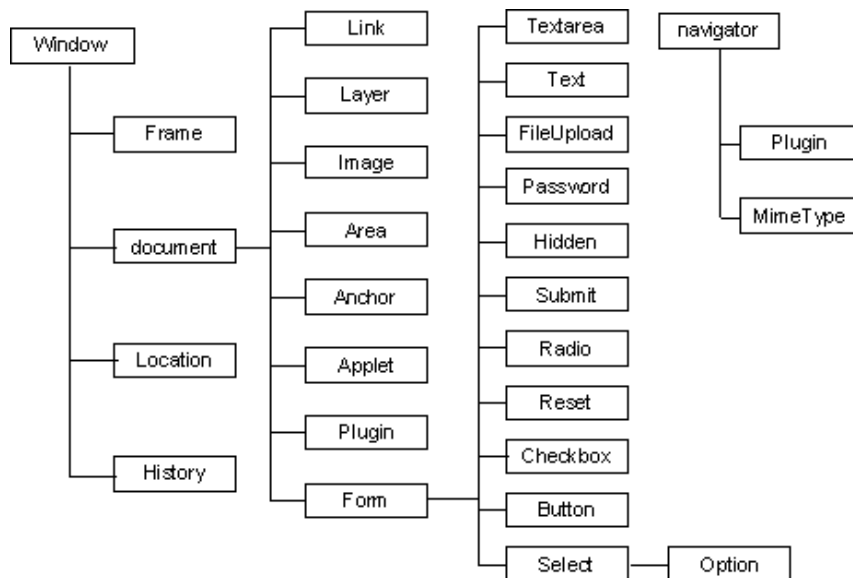 Window
Frame
document
Location
History
Link
Layer
Image
Area
Anchor
Applet
Plugin
Form
Textarea
Text
FileUpload
Password
Hidden
Submit
Radio
Reset
Checkbox
Button
Select
Option
navigator
Plugin
MimeType